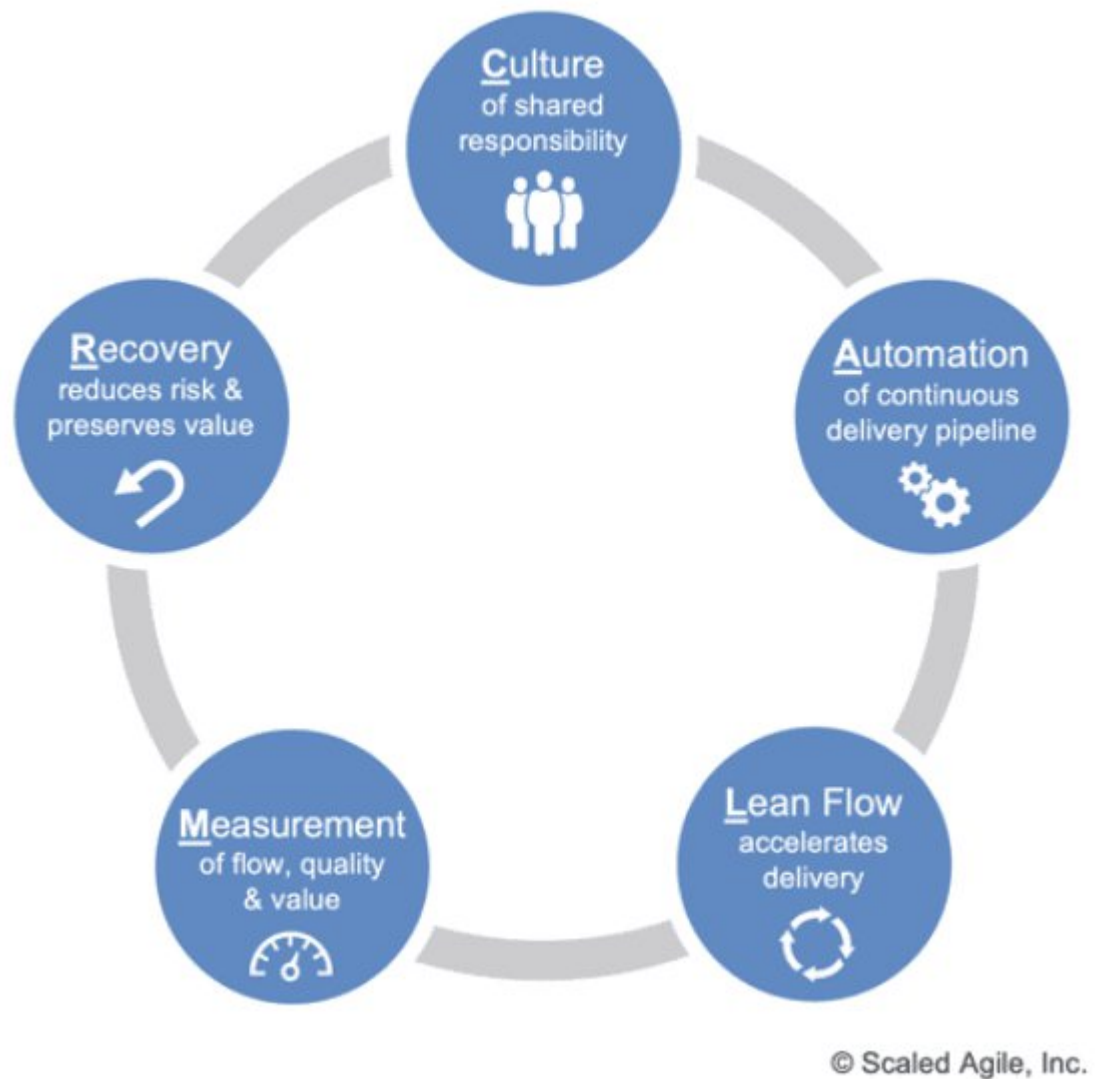 Culture
of shared
responsibility
Automation
of continuous
delivery pipeline
Lean Flow
accelerates
delivery
Measurement
of flow, quality
& value
Recovery
reduces risk &
preserves value
© Scaled Agile, Inc.